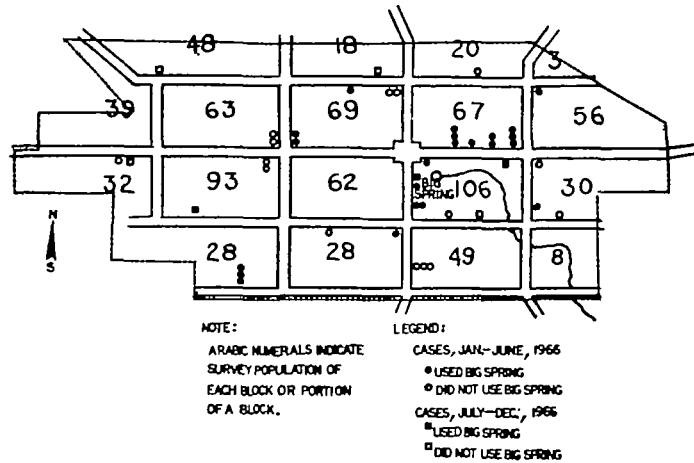 48 18 20 3
39 63 69 67 56
32 93 62 BIG SPRING 106 30
N
S
28 28 49 8
NOTE:
ARABIC NUMERALS INDICATE
SURVEY POPULATION OF
EACH BLOCK OR PORTION
OF A BLOCK.
LEGEND:
CASES, JAN.-JUNE, 1966
USED BIG SPRING
DID NOT USE BIG SPRING
CASES, JULY-DEC., 1966
USED BIG SPRING
DID NOT USE BIG SPRING